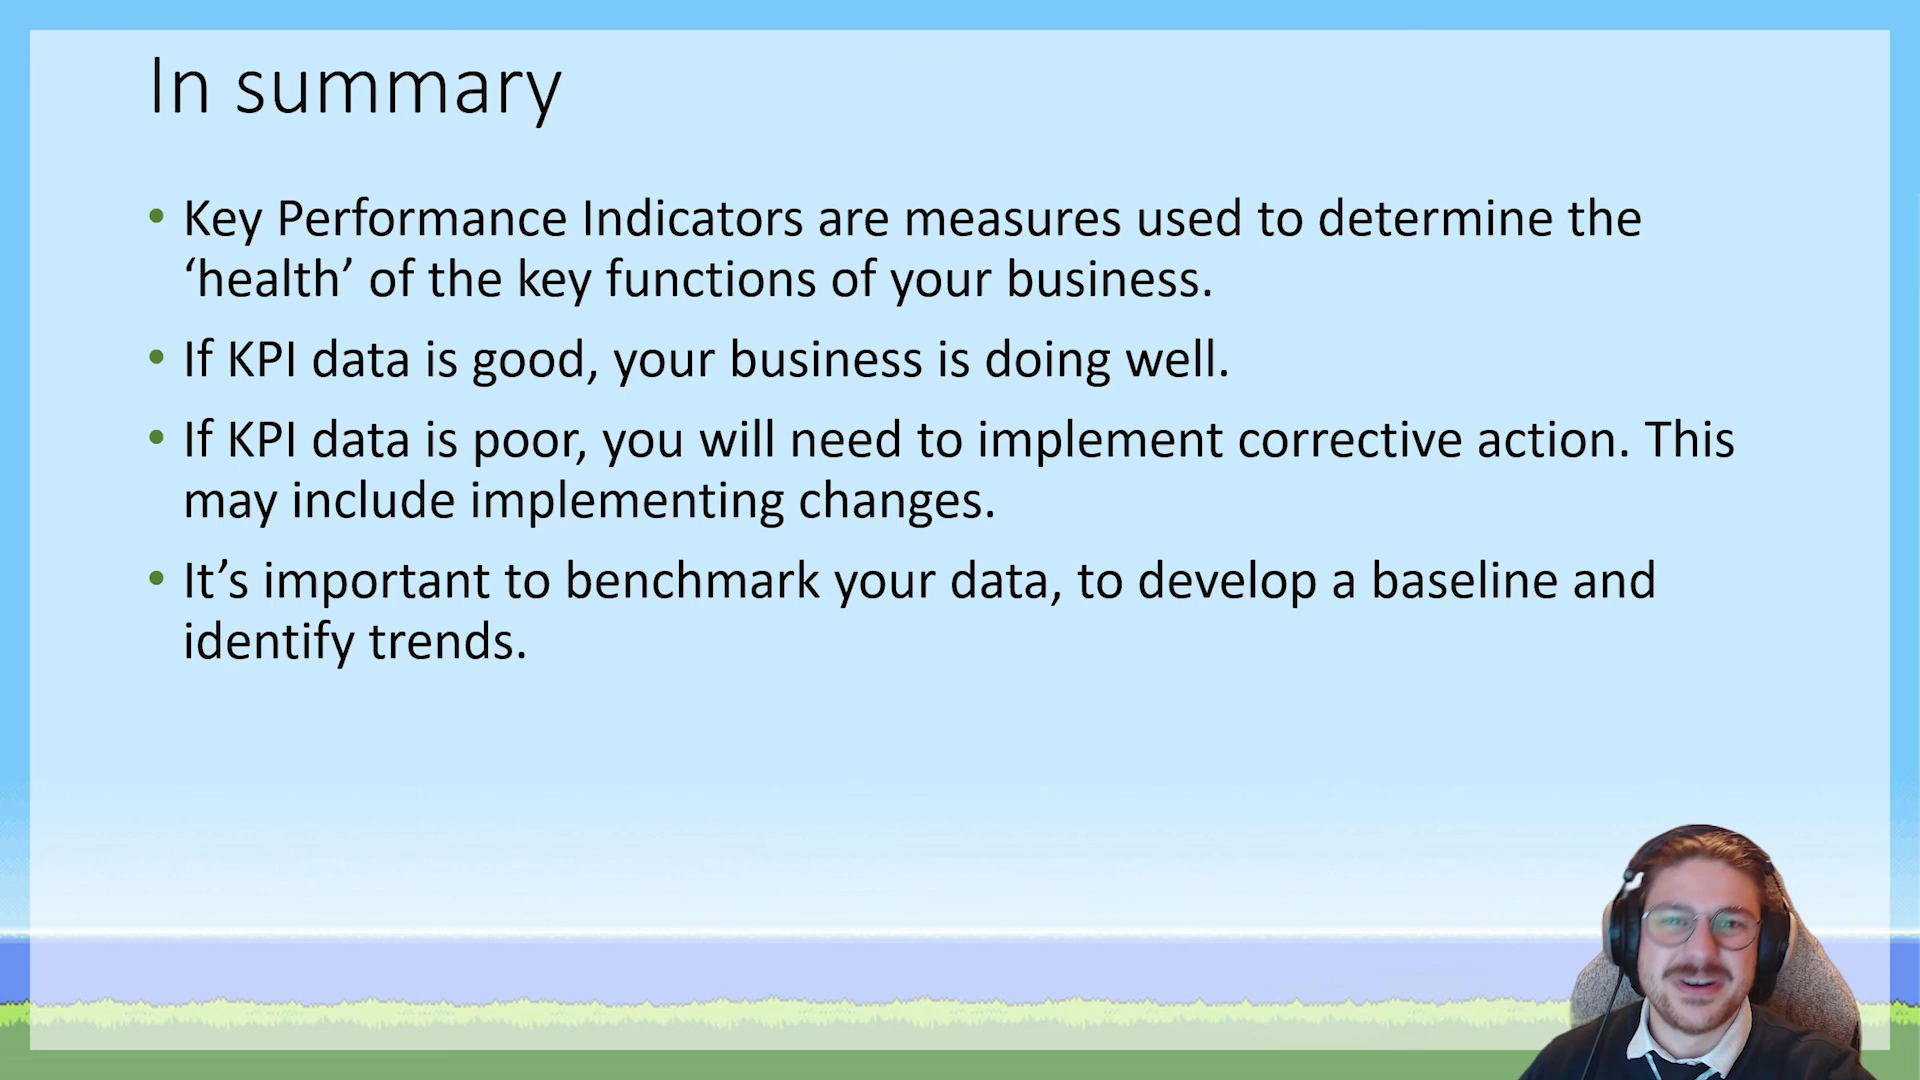 In summary
• Key Performance Indicators are measures used to determine the
‘health’ of the key functions of your business.
• If KPI data is good, your business is doing well.
• If KPI data is poor, you will need to implement corrective action. This
may include implementing changes.
• It’s important to benchmark your data, to develop a baseline and
identify trends.